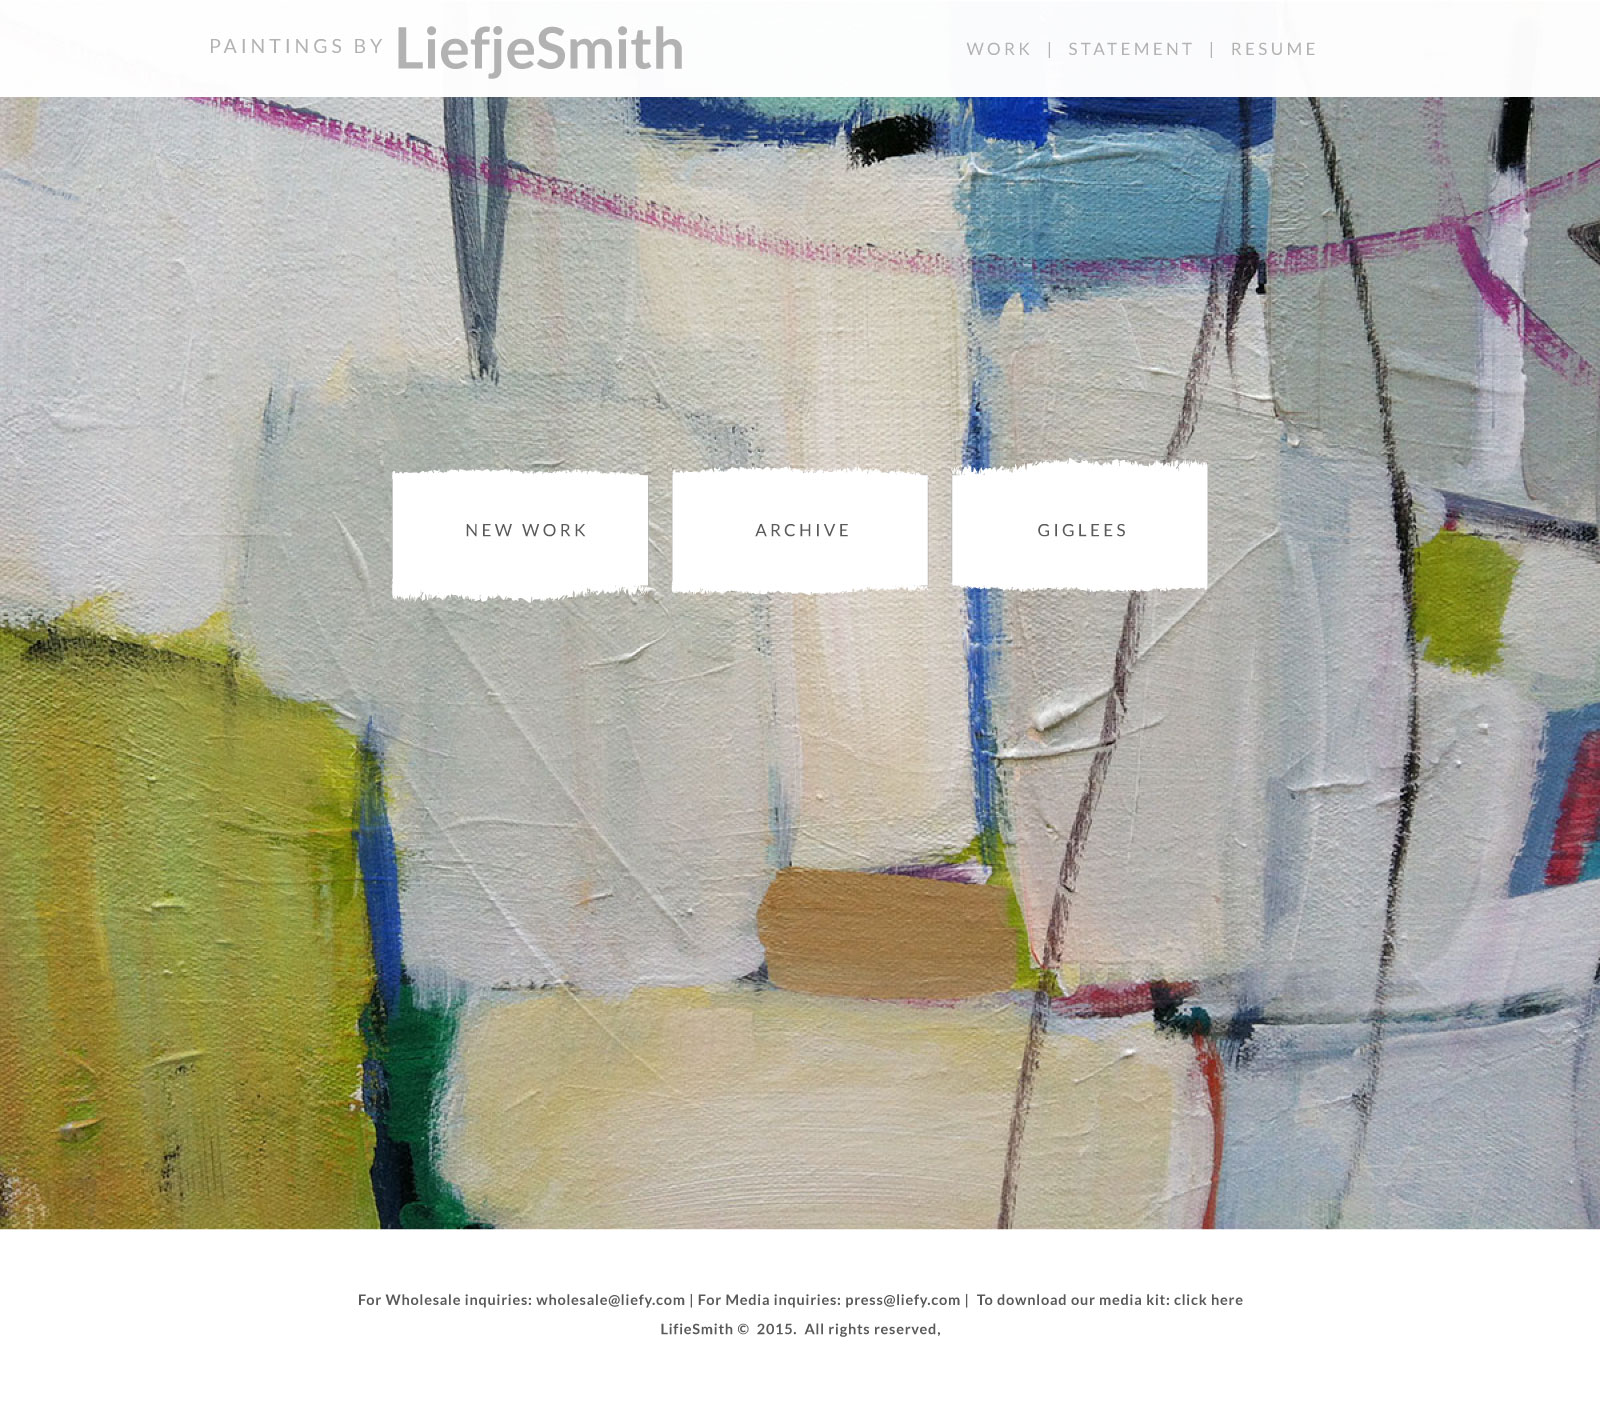 PAINTINGS BY LiefjeSmith
WORK | STATEMENT | RESUME
NEW WORK
ARCHIVE
GIGLEES
For Wholesale inquiries: wholesale@liefy.com | For Media inquiries: press@liefy.com | To download our media kit: click here
LifieSmith © 2015. All rights reserved,